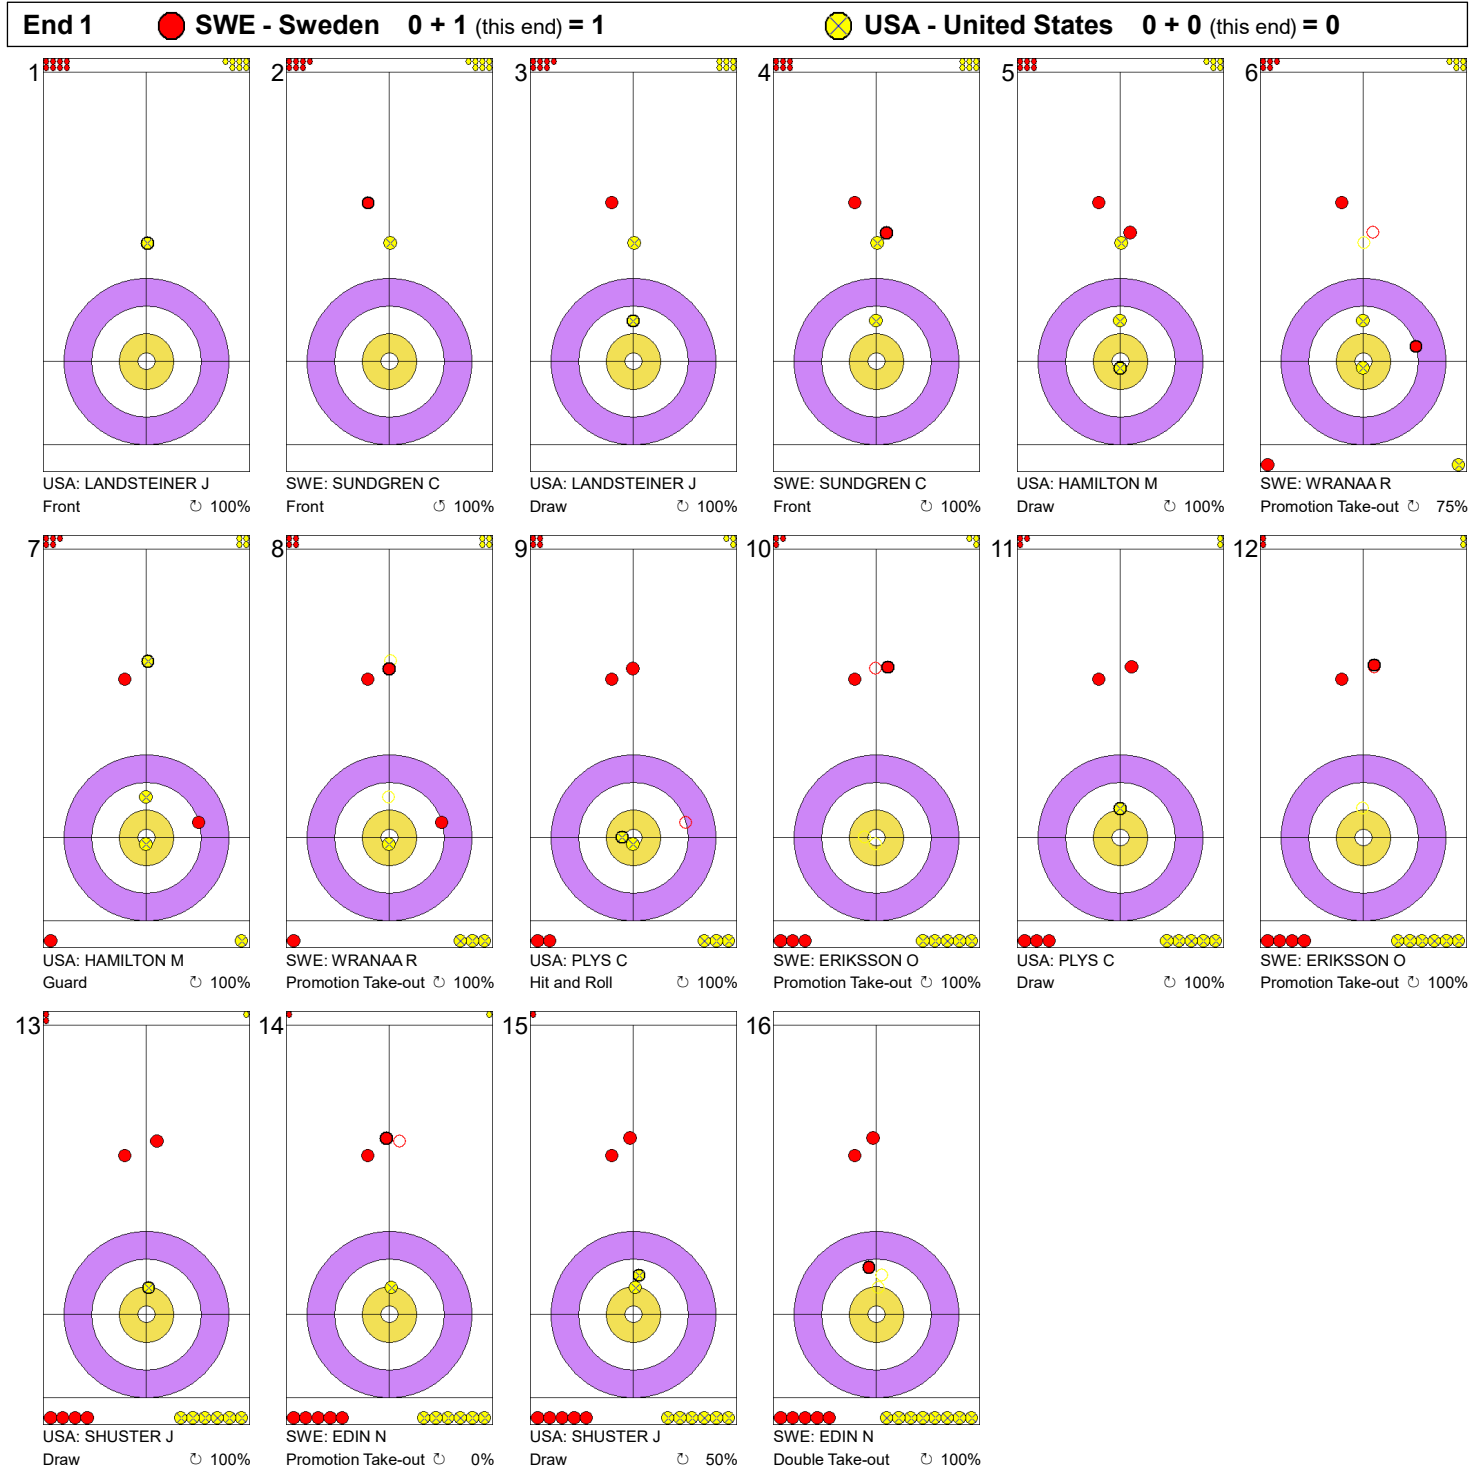 End 1 SWE - Sweden 0 + 1 (this end) = 1 USA - United States 0 + 0 (this end) = 0
1 2 3 4 5 6
USA: LANDSTEINER J SWE: SUNDGREN C USA: LANDSTEINER J SWE: SUNDGREN C USA: HAMILTON M SWE: WRANAA R
Front ↻ 100% Front ↻ 100% Draw ↻ 100% Front ↻ 100% Draw ↻ 100% Promotion Take-out ↻ 75%
7 8 9 10 11 12
USA: HAMILTON M SWE: WRANAA R USA: PLYS C SWE: ERIKSSON O USA: PLYS C SWE: ERIKSSON O
Guard ↻ 100% Promotion Take-out ↻ 100% Hit and Roll ↻ 100% Promotion Take-out ↻ 100% Draw ↻ 100% Promotion Take-out ↻ 100%
13 14 15 16
USA: SHUSTER J SWE: EDIN N USA: SHUSTER J SWE: EDIN N
Draw ↻ 100% Promotion Take-out ↻ 0% Draw ↻ 50% Double Take-out ↻ 100%